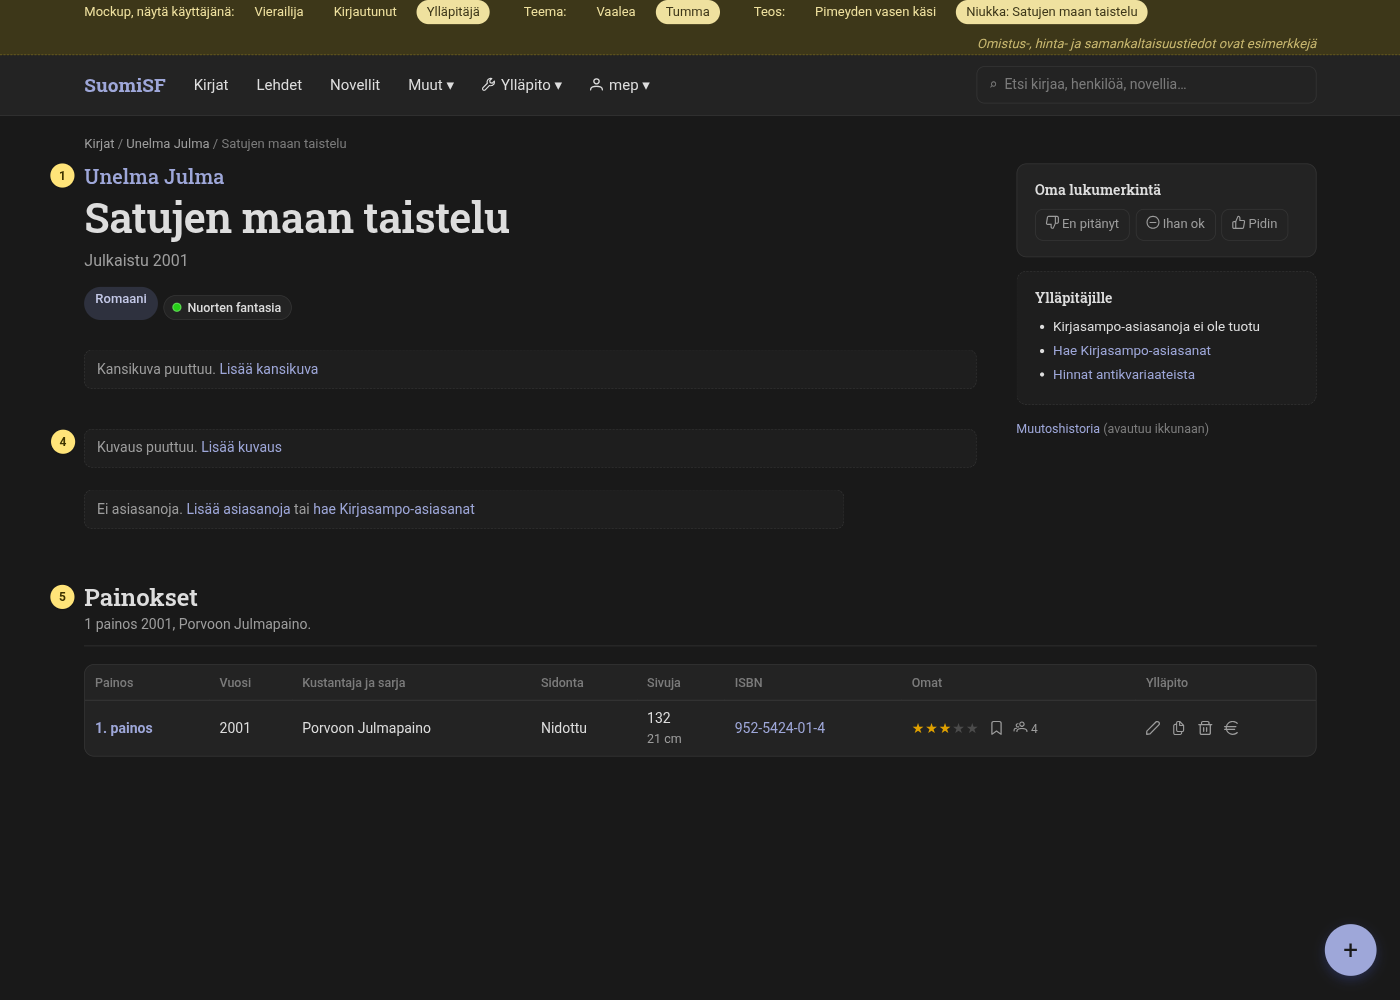 Mockup, näytä käyttäjänä: Vierailija Kirjautunut Ylläpitäjä Teema: Vaalea Tumma Teos: Pimeyden vasen käsi Niukka: Satujen maan taistelu
Omistus-, hinta- ja samankaltaisuustiedot ovat esimerkkejä
SuomiSF Kirjat Lehdet Novellit Muut ▾ Ylläpito ▾ mep ▾ Etsi kirjaa, henkilöä, novellia…
Kirjat / Unelma Julma / Satujen maan taistelu
1 Unelma Julma
Satujen maan taistelu
Julkaistu 2001
Romaani Nuorten fantasia
Kansikuva puuttuu. Lisää kansikuva
4 Kuvaus puuttuu. Lisää kuvaus
Ei asiasanoja. Lisää asiasanoja tai hae Kirjasampo-asiasanat
Oma lukumerkintä
En pitänyt Ihan ok Pidin
Ylläpitäjille
• Kirjasampo-asiasanoja ei ole tuotu
• Hae Kirjasampo-asiasanat
• Hinnat antikvariaateista
Muutoshistoria (avautuu ikkunaan)
5 Painokset
1 painos 2001, Porvoon Julmapaino.
Painos Vuosi Kustantaja ja sarja Sidonta Sivuja ISBN Omat Ylläpito
1. painos 2001 Porvoon Julmapaino Nidottu 132 952-5424-01-4 ★★★★★ 4
21 cm
+